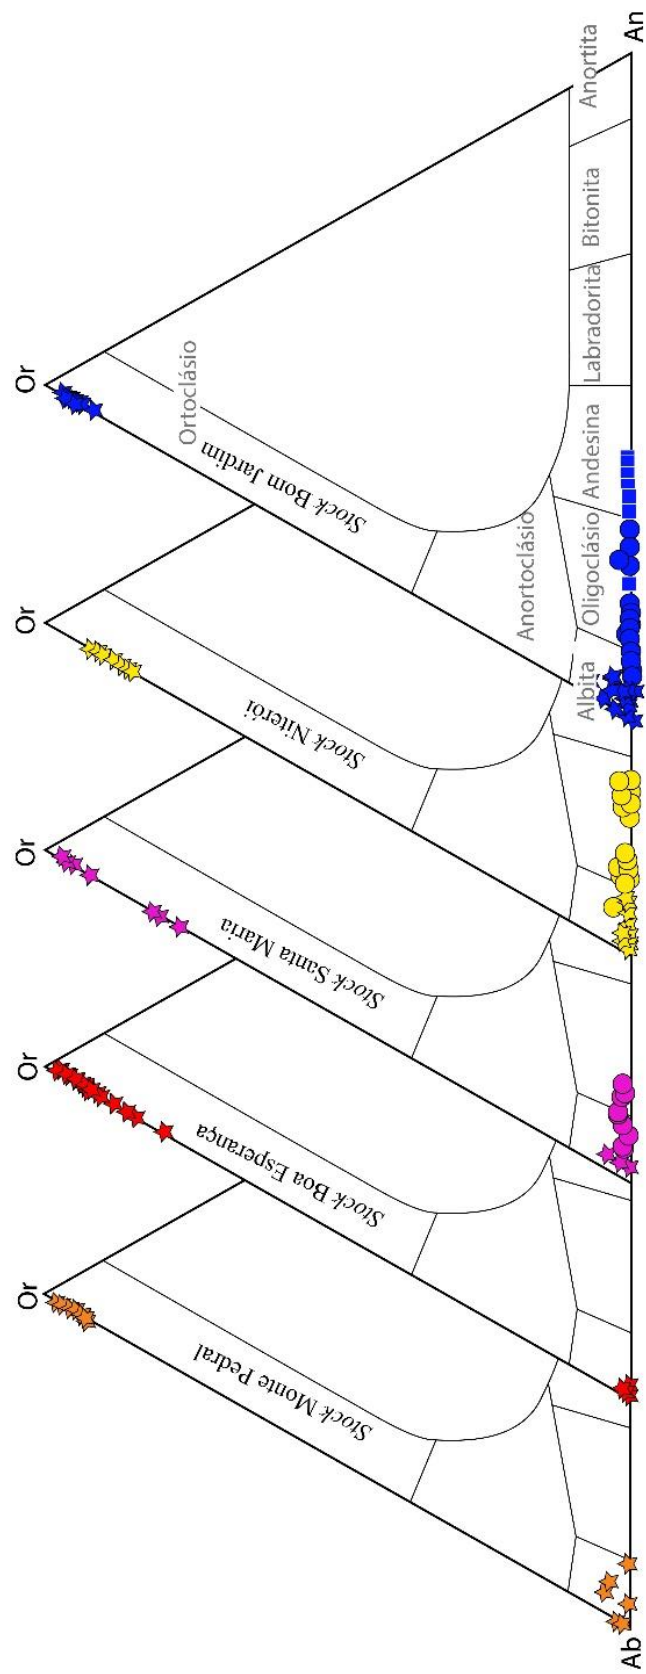 Or
Or
Or
Or
Or
Stock Monte Pedral
Stock Boa Esperança
Stock Santa Maria
Stock Niterói
Stock Bom Jardim
Ortoclásio
Anortoclásio
Albita
Oligoclásio
Andesina
Labradorita
Bitonita
Anortita
Ab
An